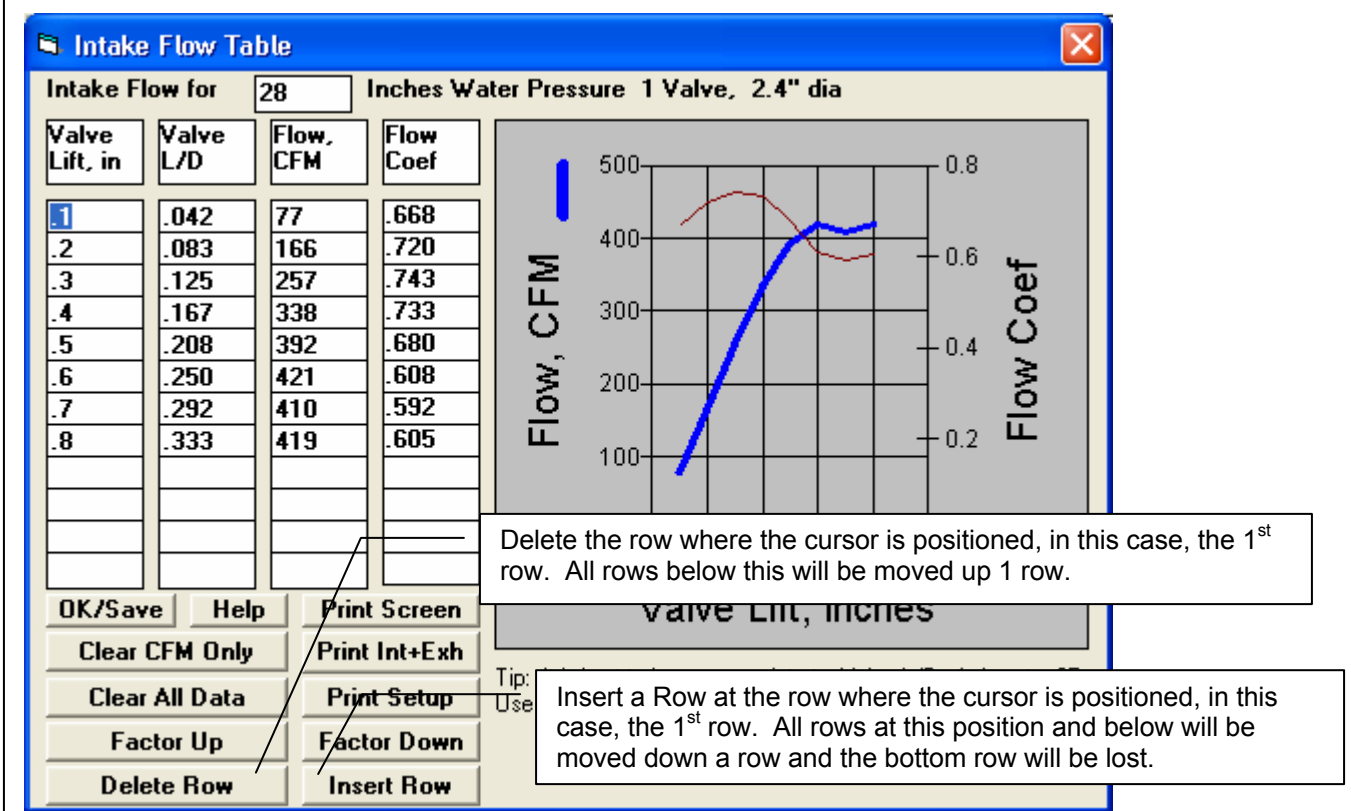 Intake Flow Table
Intake Flow for 28 Inches Water Pressure 1 Valve, 2.4" dia
Valve Lift, in Valve L/D Flow, CFM Flow Coef
.1 .042 77 .668
.2 .083 166 .720
.3 .125 257 .743
.4 .167 338 .733
.5 .208 392 .680
.6 .250 421 .608
.7 .292 410 .592
.8 .333 419 .605
Flow, CFM
500
400
300
200
100
0.8
0.6
0.4
0.2
Flow Coef
Valve Lift, inches
Delete the row where the cursor is positioned, in this case, the 1st
row. All rows below this will be moved up 1 row.
OK/Save Help Print Screen
Clear CFM Only Print Int+Exh
Clear All Data Print Setup
Factor Up Factor Down
Delete Row Insert Row
Tip:
Use
Insert a Row at the row where the cursor is positioned, in this
case, the 1st row. All rows at this position and below will be
moved down a row and the bottom row will be lost.